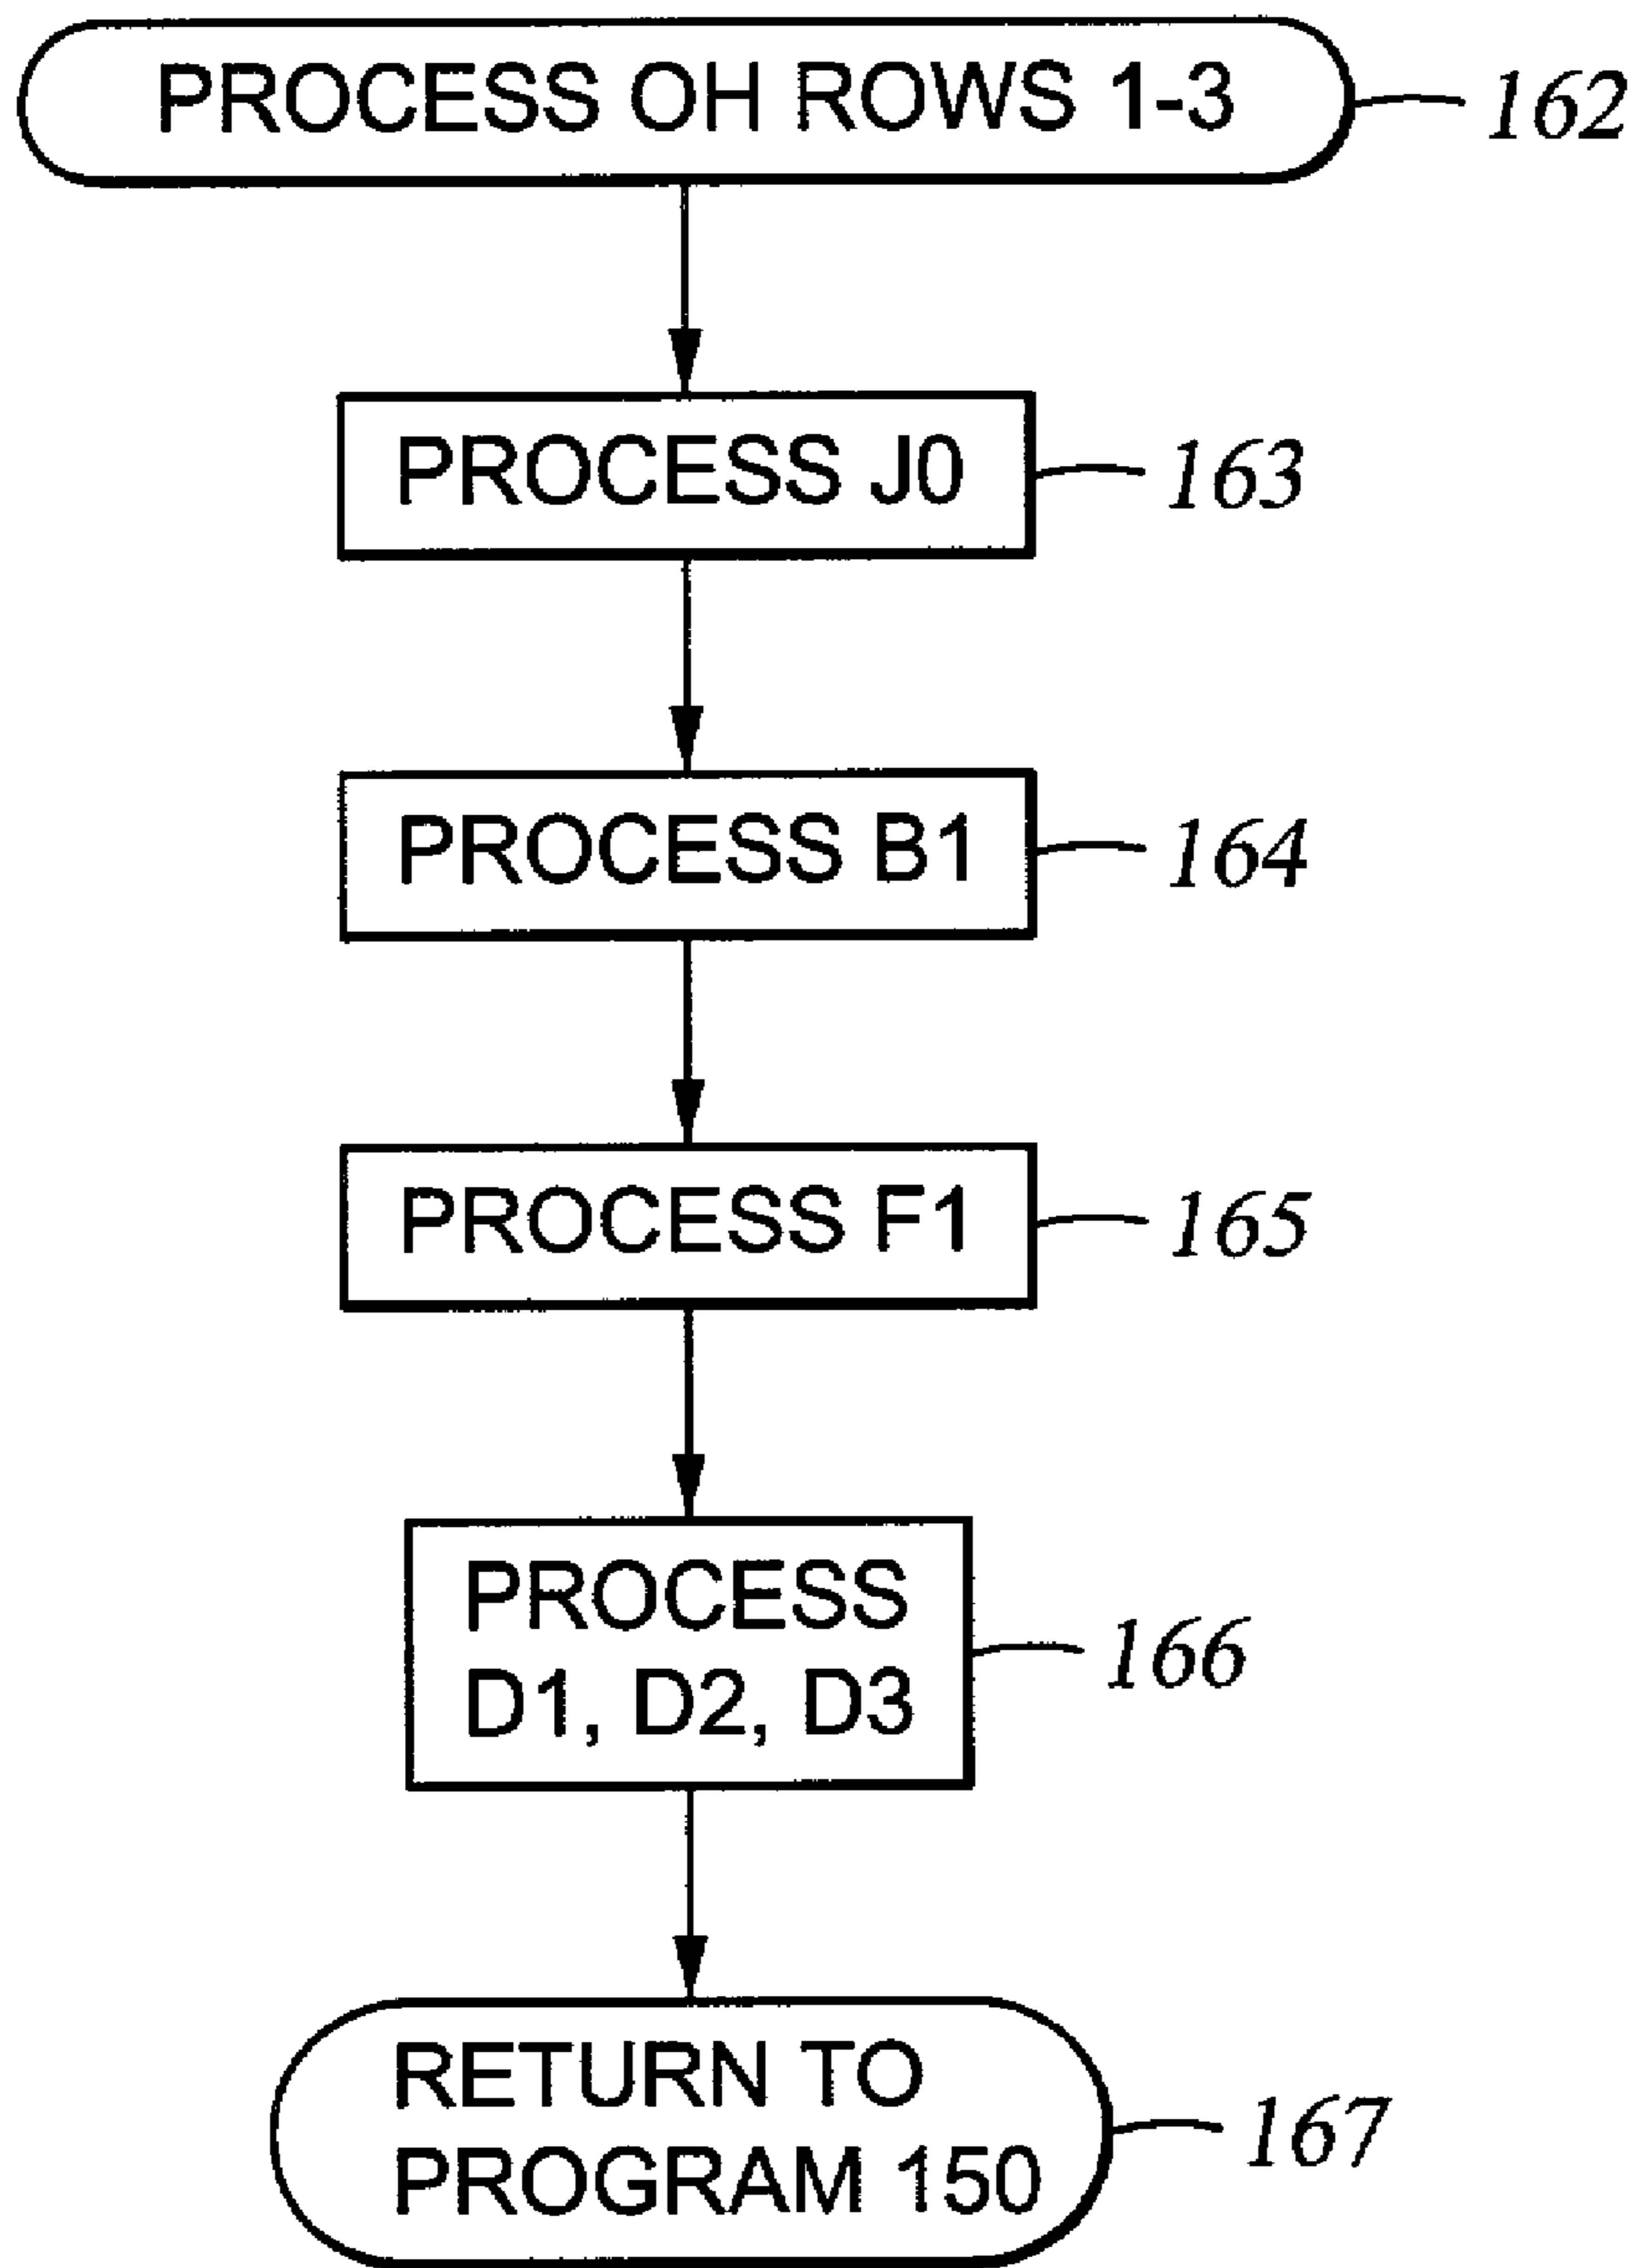 PROCESS OH ROWS 1-3
162
PROCESS J0
163
PROCESS B1
164
PROCESS F1
165
PROCESS
D1, D2, D3
166
RETURN TO
PROGRAM 150
167